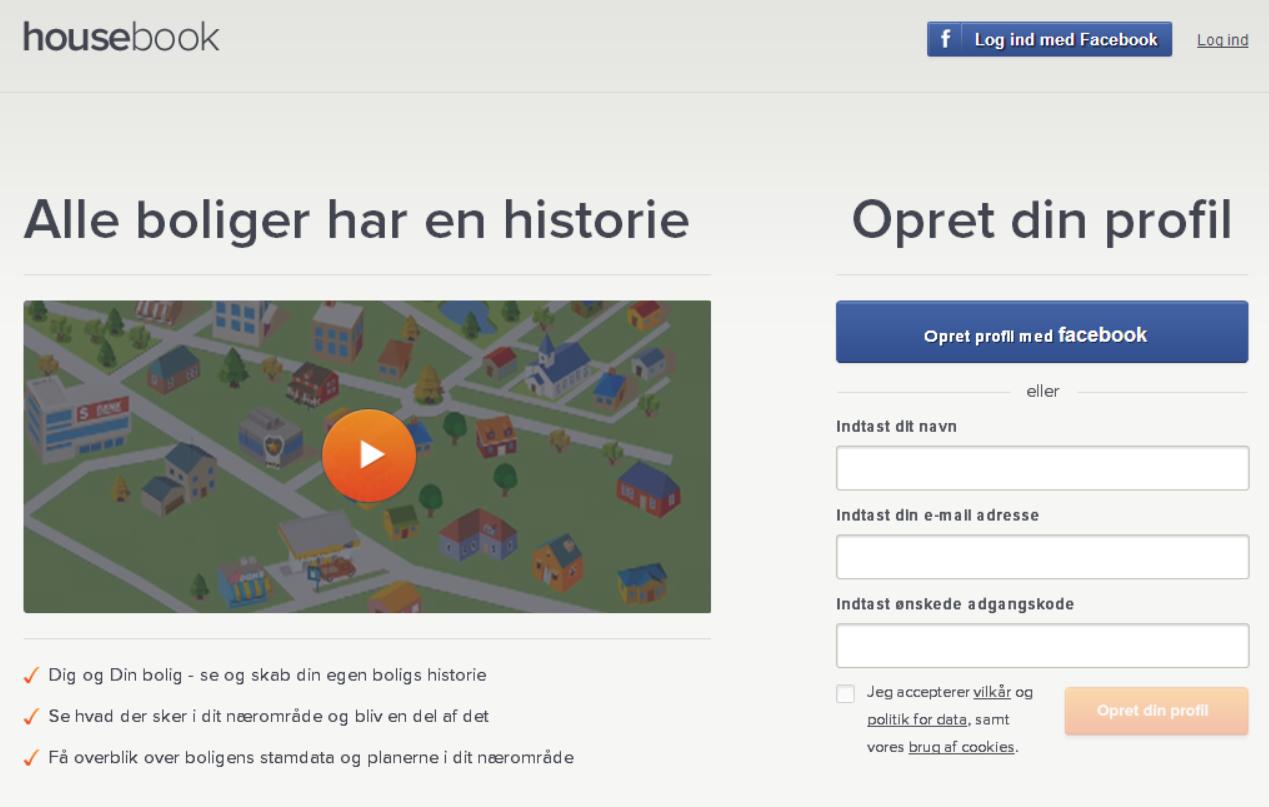 housebook
f Log ind med Facebook
Log ind
Alle boliger har en historie
Opret din profil
S BANK
Opret profil med facebook
eller
Indtast dit navn
Indtast din e-mail adresse
Indtast ønskede adgangskode
Dig og Din bolig - se og skab din egen boligs historie
Se hvad der sker i dit nærområde og bliv en del af det
Få overblik over boligens stamdata og planerne i dit nærområde
Jeg accepterer vilkår og
politik for data, samt
vores brug af cookies.
Opret din profil